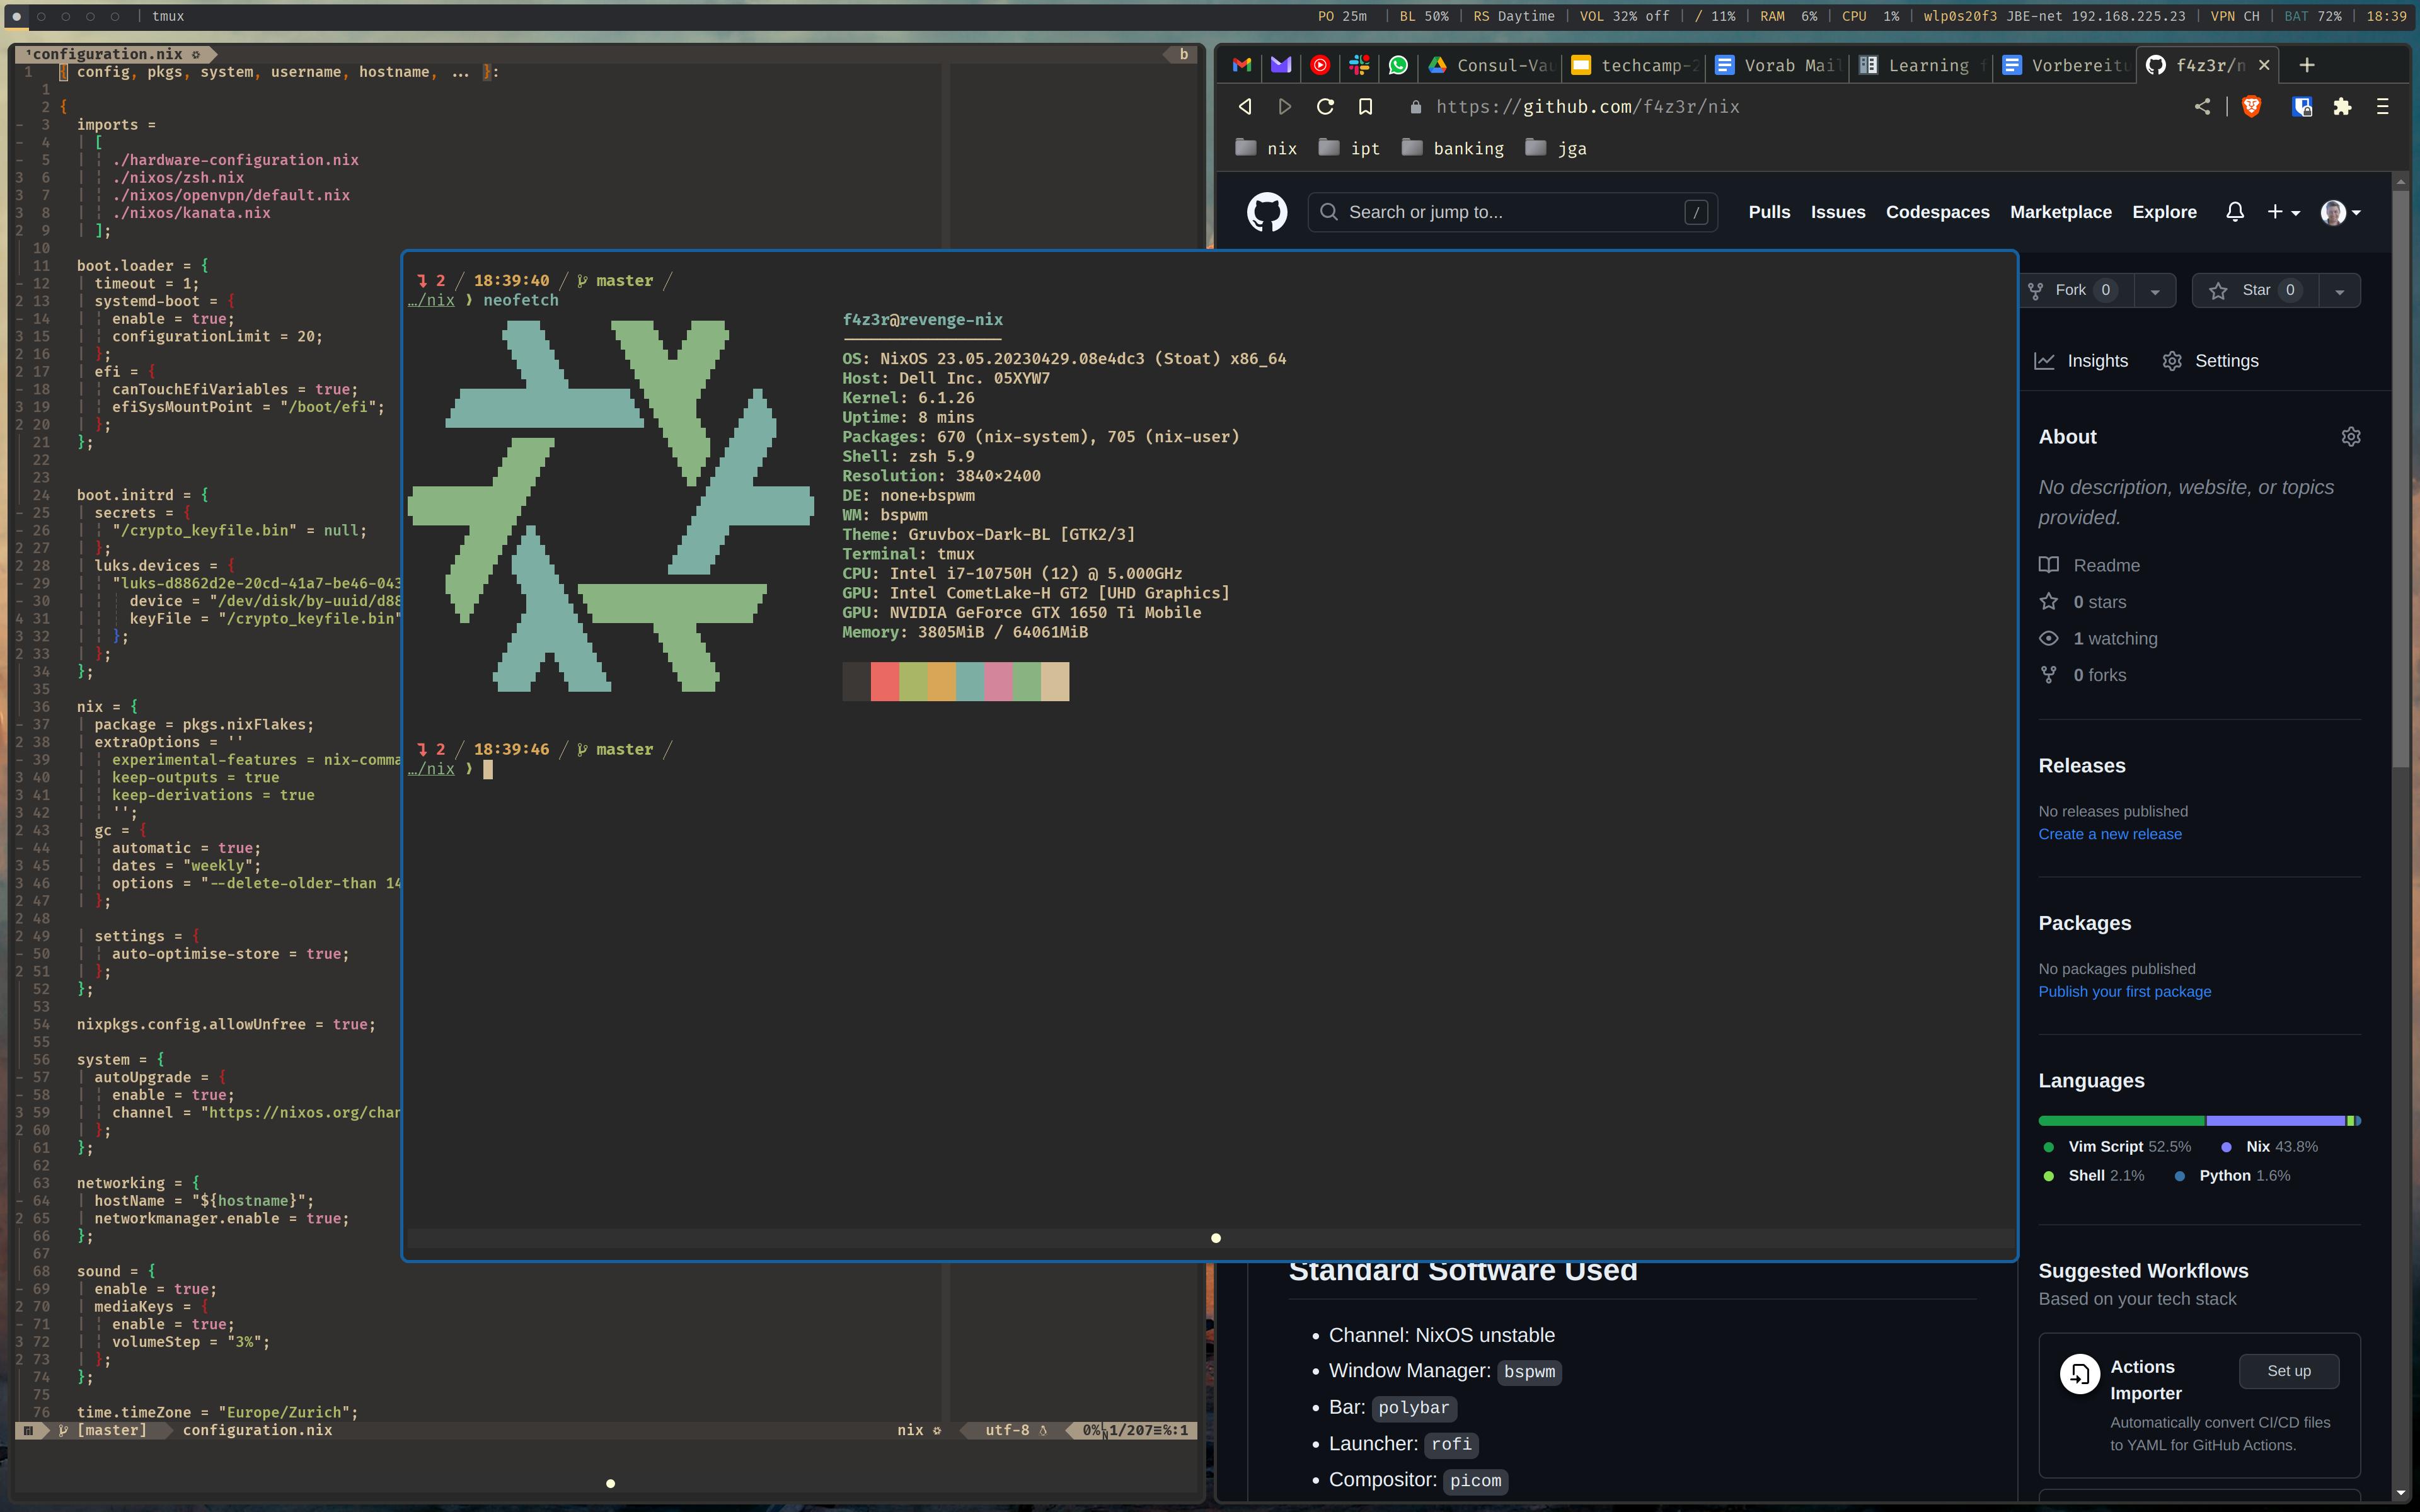 tmux
PO 25m | BL 50% | RS Daytime | VOL 32% off | / 11% | RAM 6% | CPU 1% | wlp0s20f3 JBE-net 192.168.225.23 | VPN CH | BAT 72% | 18:39
configuration.nix
b
1 { config, pkgs, system, username, hostname, ... }:
1
2 {
3 imports =
4 [
5 ./hardware-configuration.nix
6 ./nixos/zsh.nix
7 ./nixos/openvpn/default.nix
8 ./nixos/kanata.nix
9 ];
10
11 boot.loader = {
12 timeout = 1;
13 systemd-boot = {
14 enable = true;
15 configurationLimit = 20;
16 };
17 efi = {
18 canTouchEfiVariables = true;
19 efiSysMountPoint = "/boot/efi";
20 };
21 };
22
23
24 boot.initrd = {
25 secrets = {
26 "/crypto_keyfile.bin" = null;
27 };
28 luks.devices = {
29 "luks-d8862d2e-20cd-41a7-be46-043
30 device = "/dev/disk/by-uuid/d88
31 keyFile = "/crypto_keyfile.bin"
32 };
33 };
34 };
35
36 nix = {
37 package = pkgs.nixFlakes;
38 extraOptions = ''
39 experimental-features = nix-comma
40 keep-outputs = true
41 keep-derivations = true
42 '';
43 gc = {
44 automatic = true;
45 dates = "weekly";
46 options = "--delete-older-than 14
47 };
48
49 settings = {
50 auto-optimise-store = true;
51 };
52 };
53
54 nixpkgs.config.allowUnfree = true;
55
56 system = {
57 autoUpgrade = {
58 enable = true;
59 channel = "https://nixos.org/chan
60 };
61 };
62
63 networking = {
64 hostName = "${hostname}";
65 networkmanager.enable = true;
66 };
67
68 sound = {
69 enable = true;
70 mediaKeys = {
71 enable = true;
72 volumeStep = "3%";
73 };
74 };
75
76 time.timeZone = "Europe/Zurich";
[master] configuration.nix nix utf-8 0% 1/207 :1
2 / 18:39:40 / master /
…/nix ❯ neofetch
f4z3r@revenge-nix
OS: NixOS 23.05.20230429.08e4dc3 (Stoat) x86_64
Host: Dell Inc. 05XYW7
Kernel: 6.1.26
Uptime: 8 mins
Packages: 670 (nix-system), 705 (nix-user)
Shell: zsh 5.9
Resolution: 3840×2400
DE: none+bspwm
WM: bspwm
Theme: Gruvbox-Dark-BL [GTK2/3]
Terminal: tmux
CPU: Intel i7-10750H (12) @ 5.000GHz
GPU: Intel CometLake-H GT2 [UHD Graphics]
GPU: NVIDIA GeForce GTX 1650 Ti Mobile
Memory: 3805MiB / 64061MiB
2 / 18:39:46 / master /
…/nix ❯
Consul-Vau techcamp-2 Vorab Mail Learning f Vorbereitu f4z3r/n
https://github.com/f4z3r/nix
nix ipt banking jga
Search or jump to... /
Pulls Issues Codespaces Marketplace Explore
Fork 0 Star 0
Insights Settings
About
No description, website, or topics
provided.
Readme
0 stars
1 watching
0 forks
Releases
No releases published
Create a new release
Packages
No packages published
Publish your first package
Languages
Vim Script 52.5% Nix 43.8%
Shell 2.1% Python 1.6%
Suggested Workflows
Based on your tech stack
Actions
Importer
Set up
Automatically convert CI/CD files
to YAML for GitHub Actions.
Standard Software Used
• Channel: NixOS unstable
• Window Manager: bspwm
• Bar: polybar
• Launcher: rofi
• Compositor: picom